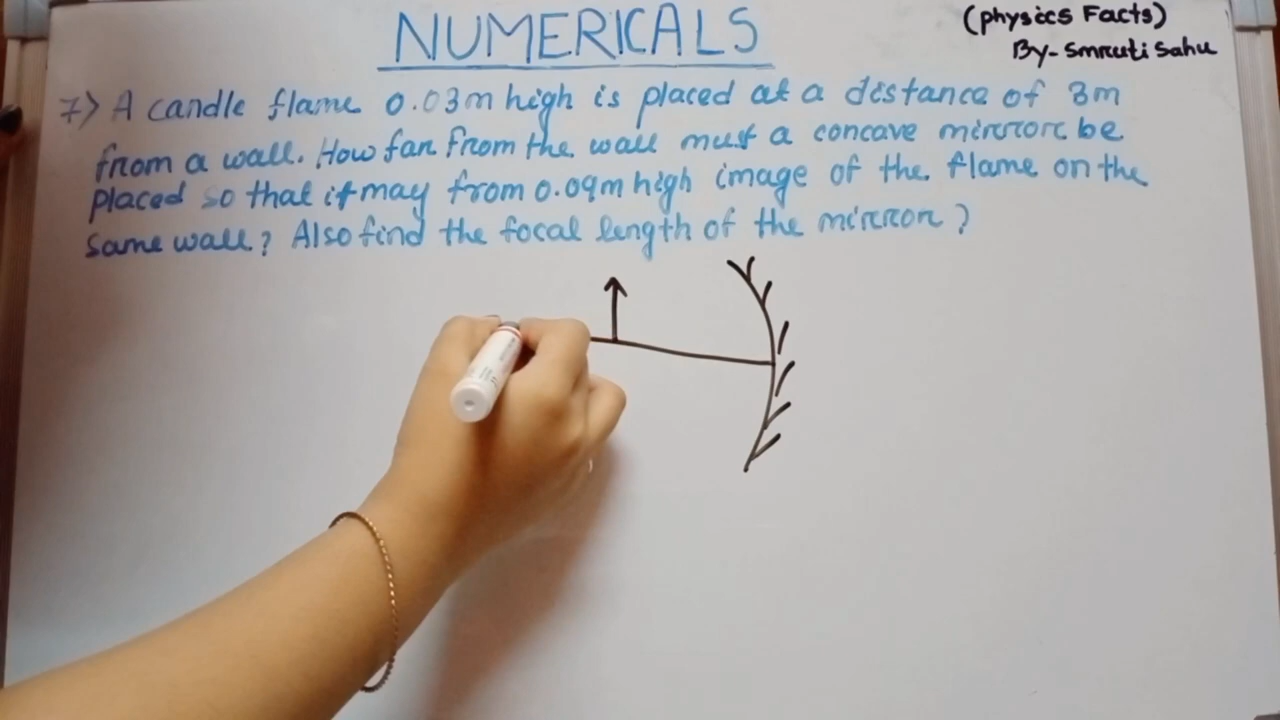 NUMERICALS
(physics Facts)
By- Smruti Sahu
7) A candle flame 0.03m high is placed at a distance of 3m
from a wall. How far from the wall must a concave mirror be
placed so that it may from 0.09m high image of the flame on the
same wall? Also find the focal length of the mirror?